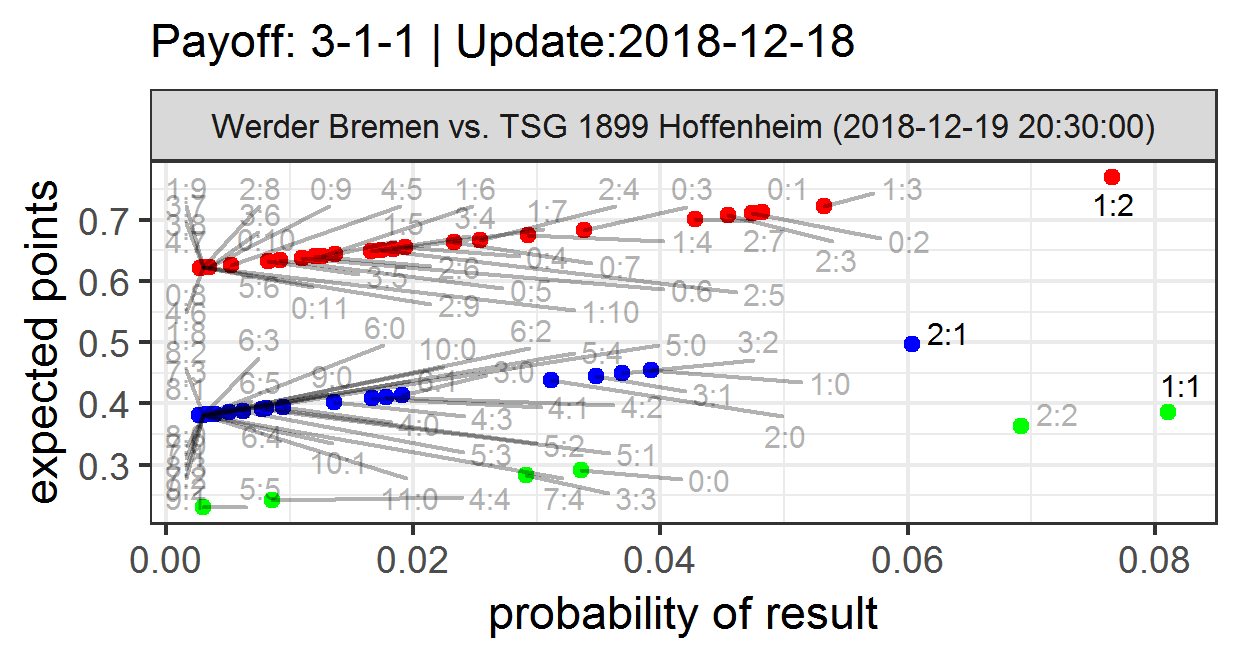 Payoff: 3-1-1 | Update:2018-12-18
Werder Bremen vs. TSG 1899 Hoffenheim (2018-12-19 20:30:00)
expected points
0.7
0.6
0.5
0.4
0.3
1:9 2:8 0:9 4:5 1:6 2:4 0:3 0:1 1:3
3:6 1:5 3:4 1:7 1:2
0:10 1:4 2:7 0:2
0:4 2:3
5:6 3:5 2:6 0:7
0:5 0:6 2:5
0:11 2:9 1:10
1:8 6:3 6:0 6:2 2:1
10:0 5:4 5:0 3:2
6:5 9:0 6:1 3:0 1:0 1:1
3:1
4:0 4:3 4:1 4:2 2:2
6:4 5:2 2:0
10:1 5:3 5:1
5:5 11:0 4:4 7:4 3:3 0:0
9:1
0.00 0.02 0.04 0.06 0.08
probability of result